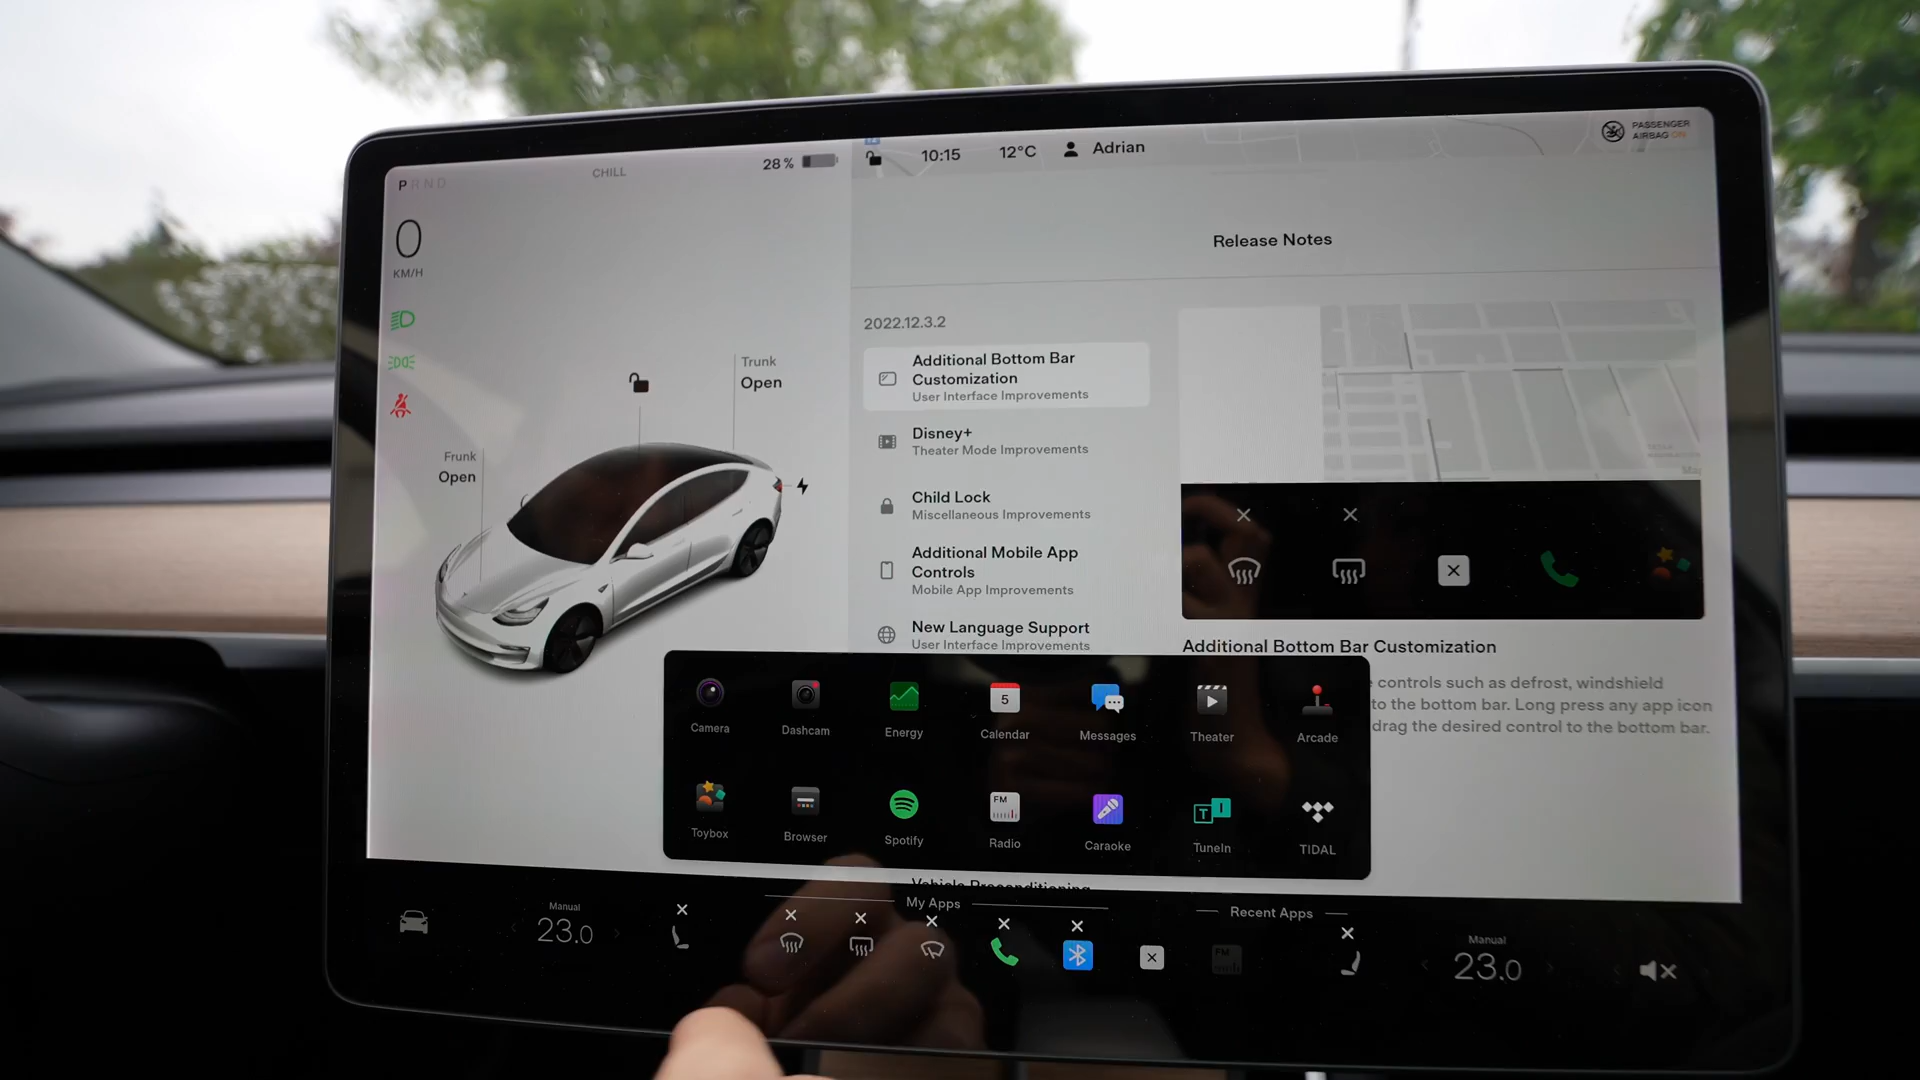 PRND
CHILL
28 %
10:15
12°C
Adrian
PASSENGER
AIRBAG ON
0
KM/H
Release Notes
2022.12.3.2
Additional Bottom Bar
Customization
User Interface Improvements
Disney+
Theater Mode Improvements
Child Lock
Miscellaneous Improvements
Additional Mobile App
Controls
Mobile App Improvements
New Language Support
User Interface Improvements
Trunk
Open
Frunk
Open
Additional Bottom Bar Customization
controls such as defrost, windshield
to the bottom bar. Long press any app icon
drag the desired control to the bottom bar.
Camera
Dashcam
Energy
5
Calendar
Messages
Theater
Arcade
Toybox
Browser
Spotify
FM
Radio
Caraoke
T I
TuneIn
TIDAL
Vehicle Preconditioning
My Apps
Recent Apps
Manual
23.0
FM
Manual
23.0